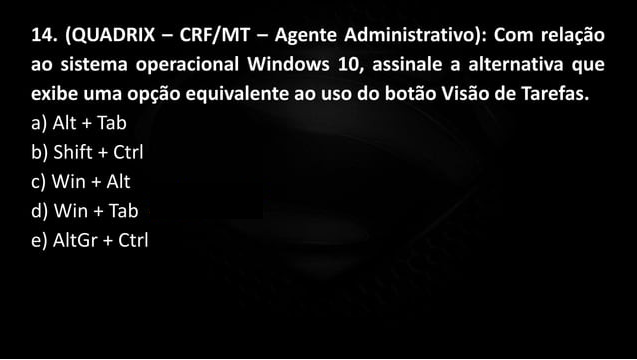 14. (QUADRIX – CRF/MT – Agente Administrativo): Com relação
ao sistema operacional Windows 10, assinale a alternativa que
exibe uma opção equivalente ao uso do botão Visão de Tarefas.
a) Alt + Tab
b) Shift + Ctrl
c) Win + Alt
d) Win + Tab
e) AltGr + Ctrl